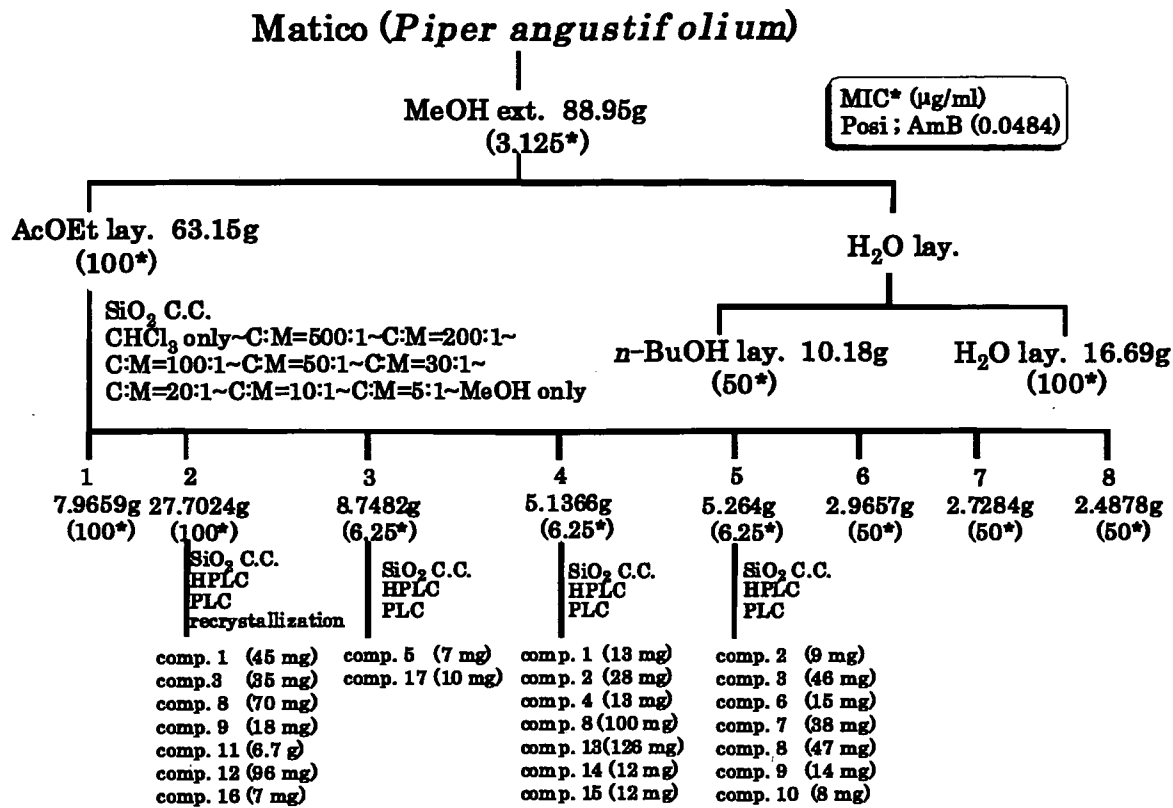 Matico (Piper angustifolium)
MeOH ext. 88.95g
(3.125*)
MIC* (µg/ml)
Posi ; AmB (0.0484)
AcOEt lay. 63.15g
(100*)
H₂O lay.
SiO₂ C.C.
CHCl₃ only~C:M=500:1~C:M=200:1~
C:M=100:1~C:M=50:1~C:M=30:1~
C:M=20:1~C:M=10:1~C:M=5:1~MeOH only
n-BuOH lay. 10.18g
(50*)
H₂O lay. 16.69g
(100*)
1
7.9659g
(100*)
2
27.7024g
(100*)
3
8.7482g
(6.25*)
4
5.1366g
(6.25*)
5
5.264g
(6.25*)
6
2.9657g
(50*)
7
2.7284g
(50*)
8
2.4878g
(50*)
SiO₂ C.C.
HPLC
PLC
recrystallization
comp. 1 (45 mg)
comp.3 (35 mg)
comp. 8 (70 mg)
comp. 9 (18 mg)
comp. 11 (6.7 g)
comp. 12 (96 mg)
comp. 16 (7 mg)
SiO₂ C.C.
HPLC
PLC
comp. 5 (7 mg)
comp. 17 (10 mg)
SiO₂ C.C.
HPLC
PLC
comp. 1 (13 mg)
comp. 2 (28 mg)
comp. 4 (13 mg)
comp. 8 (100 mg)
comp. 13(126 mg)
comp. 14 (12 mg)
comp. 15 (12 mg)
SiO₂ C.C.
HPLC
PLC
comp. 2 (9 mg)
comp. 3 (46 mg)
comp. 6 (15 mg)
comp. 7 (38 mg)
comp. 8 (47 mg)
comp. 9 (14 mg)
comp. 10 (8 mg)